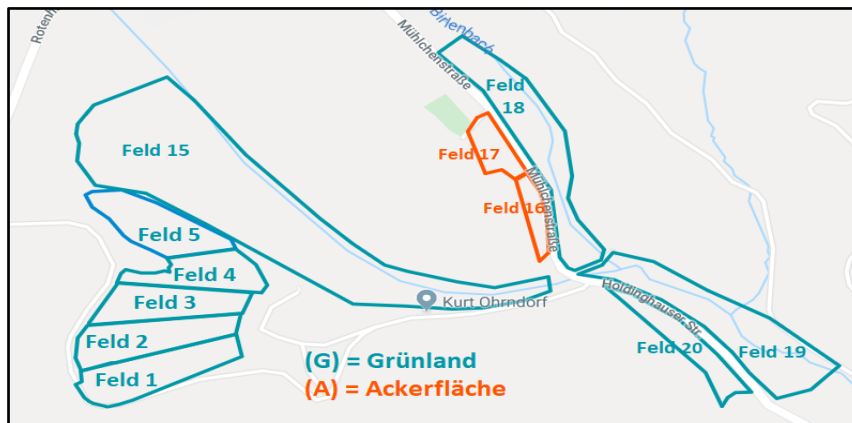 Rotenh
Mühlchenstraße
Birlenbach
Feld
18
Feld 15
Feld 17
Mühlchenstraße
Feld 16
Feld 5
Feld 4
Feld 3
Kurt Ohrndorf
Holdinghauser Str.
Feld 2
Feld 20
Feld 19
Feld 1
(G) = Grünland
(A) = Ackerfläche